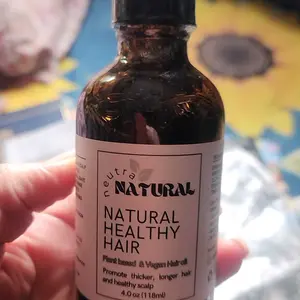 neutra
NATURAL
NATURAL
HEALTHY
HAIR
Plant based & Vegan Hair oil
Promote thicker, longer hair
and healthy scalp
4.0 oz (118ml)